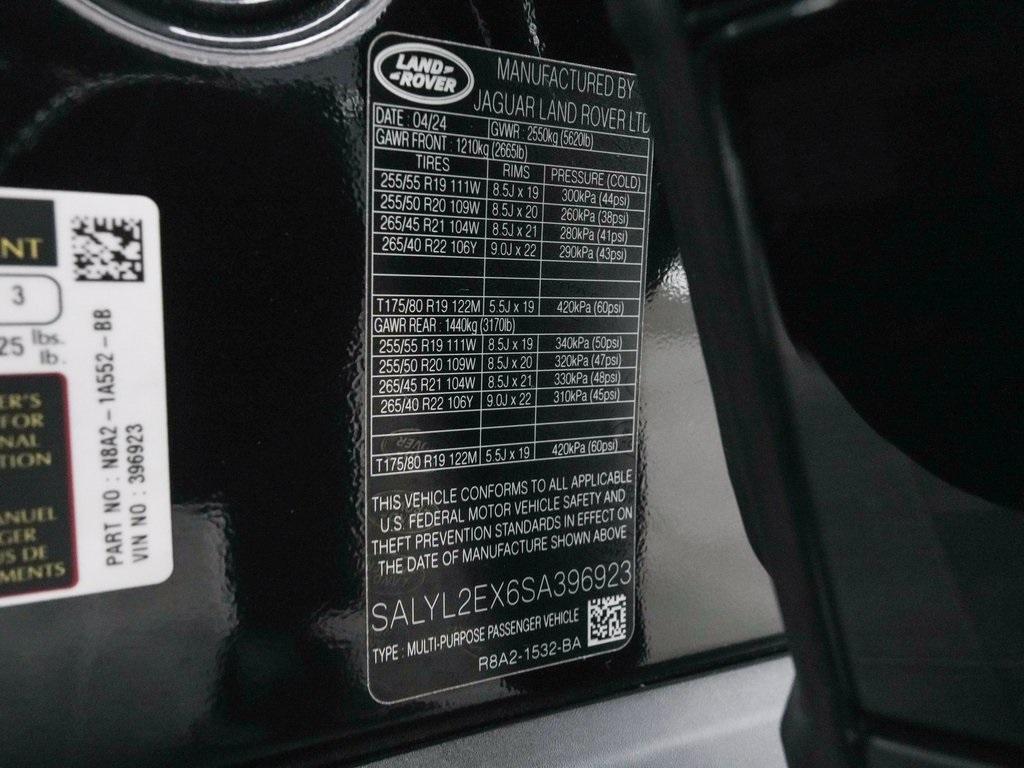 LAND ROVER
MANUFACTURED BY
JAGUAR LAND ROVER LTD
DATE : 04/24 GVWR : 2550kg (5620lb)
GAWR FRONT : 1210kg (2665lb)
TIRES RIMS PRESSURE (COLD)
255/55 R19 111W 8.5J x 19 300kPa (44psi)
255/50 R20 109W 8.5J x 20 260kPa (38psi)
265/45 R21 104W 8.5J x 21 280kPa (41psi)
265/40 R22 106Y 9.0J x 22 290kPa (43psi)
T175/80 R19 122M 5.5J x 19 420kPa (60psi)
GAWR REAR : 1440kg (3170lb)
255/55 R19 111W 8.5J x 19 340kPa (50psi)
255/50 R20 109W 8.5J x 20 320kPa (47psi)
265/45 R21 104W 8.5J x 21 330kPa (48psi)
265/40 R22 106Y 9.0J x 22 310kPa (45psi)
T175/80 R19 122M 5.5J x 19 420kPa (60psi)
THIS VEHICLE CONFORMS TO ALL APPLICABLE
U.S. FEDERAL MOTOR VEHICLE SAFETY AND
THEFT PREVENTION STANDARDS IN EFFECT ON
THE DATE OF MANUFACTURE SHOWN ABOVE
SALYL2EX6SA396923
TYPE : MULTI-PURPOSE PASSENGER VEHICLE
R8A2-1532-BA
NT
3
25 lbs.
lb.
ER'S
FOR
NAL
TION
ANUEL
GER
US DE
MENTS
PART NO : N8A2 - 1A552 - BB
VIN NO : 396923